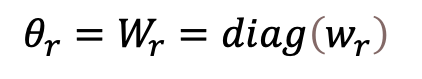 θᵣ = Wᵣ = diag(wᵣ)